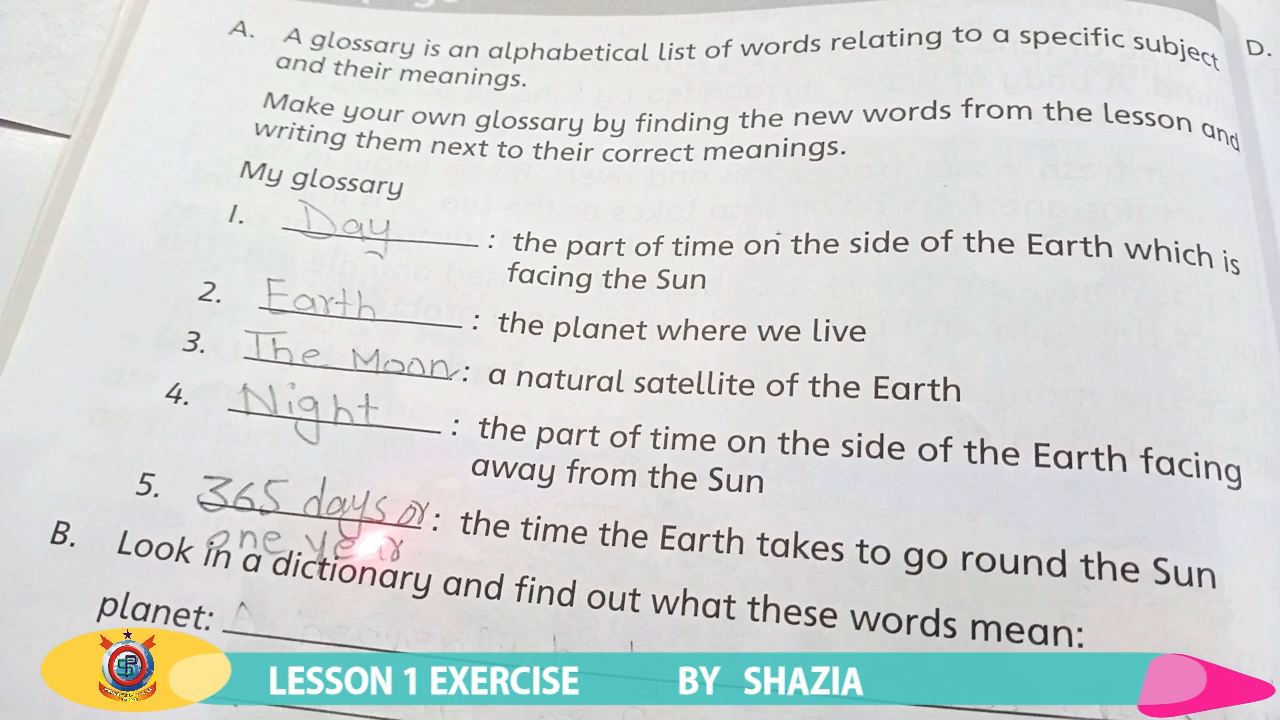 A. A glossary is an alphabetical list of words relating to a specific subject
and their meanings.
Make your own glossary by finding the new words from the lesson and
writing them next to their correct meanings.
My glossary
1. Day : the part of time on the side of the Earth which is
facing the Sun
2. Earth : the planet where we live
3. The Moon : a natural satellite of the Earth
4. Night : the part of time on the side of the Earth facing
away from the Sun
5. 365 days or : the time the Earth takes to go round the Sun
one year
B. Look in a dictionary and find out what these words mean:
planet: A
D.
LESSON 1 EXERCISE BY SHAZIA